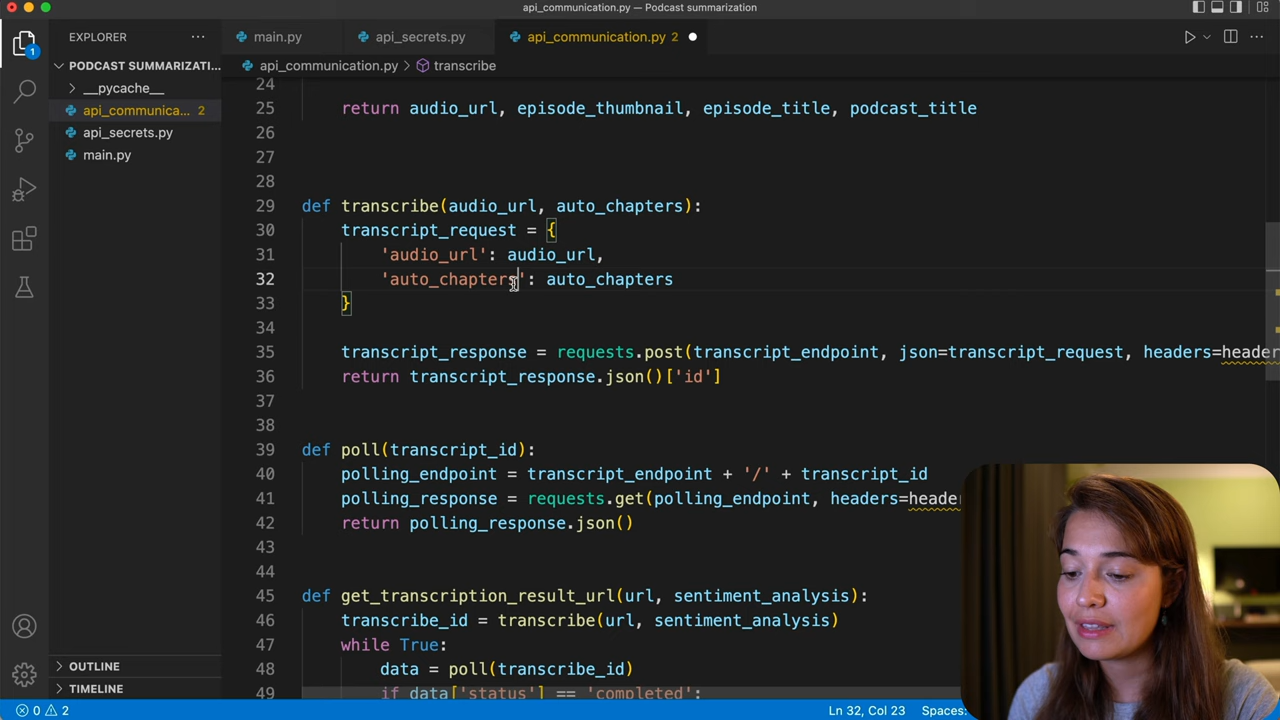 api_communication.py — Podcast summarization
EXPLORER
main.py
api_secrets.py
api_communication.py 2
1
PODCAST SUMMARIZATI...
api_communication.py > transcribe
__pycache__
api_communica... 2
api_secrets.py
main.py
24
25 return audio_url, episode_thumbnail, episode_title, podcast_title
26
27
28
29 def transcribe(audio_url, auto_chapters):
30 transcript_request = {
31 'audio_url': audio_url,
32 'auto_chapters': auto_chapters
33 }
34
35 transcript_response = requests.post(transcript_endpoint, json=transcript_request, headers=header
36 return transcript_response.json()['id']
37
38
39 def poll(transcript_id):
40 polling_endpoint = transcript_endpoint + '/' + transcript_id
41 polling_response = requests.get(polling_endpoint, headers=heade
42 return polling_response.json()
43
44
45 def get_transcription_result_url(url, sentiment_analysis):
46 transcribe_id = transcribe(url, sentiment_analysis)
47 while True:
48 data = poll(transcribe_id)
49 if data['status'] == 'completed':
OUTLINE
TIMELINE
0 2
Ln 32, Col 23
Spaces: